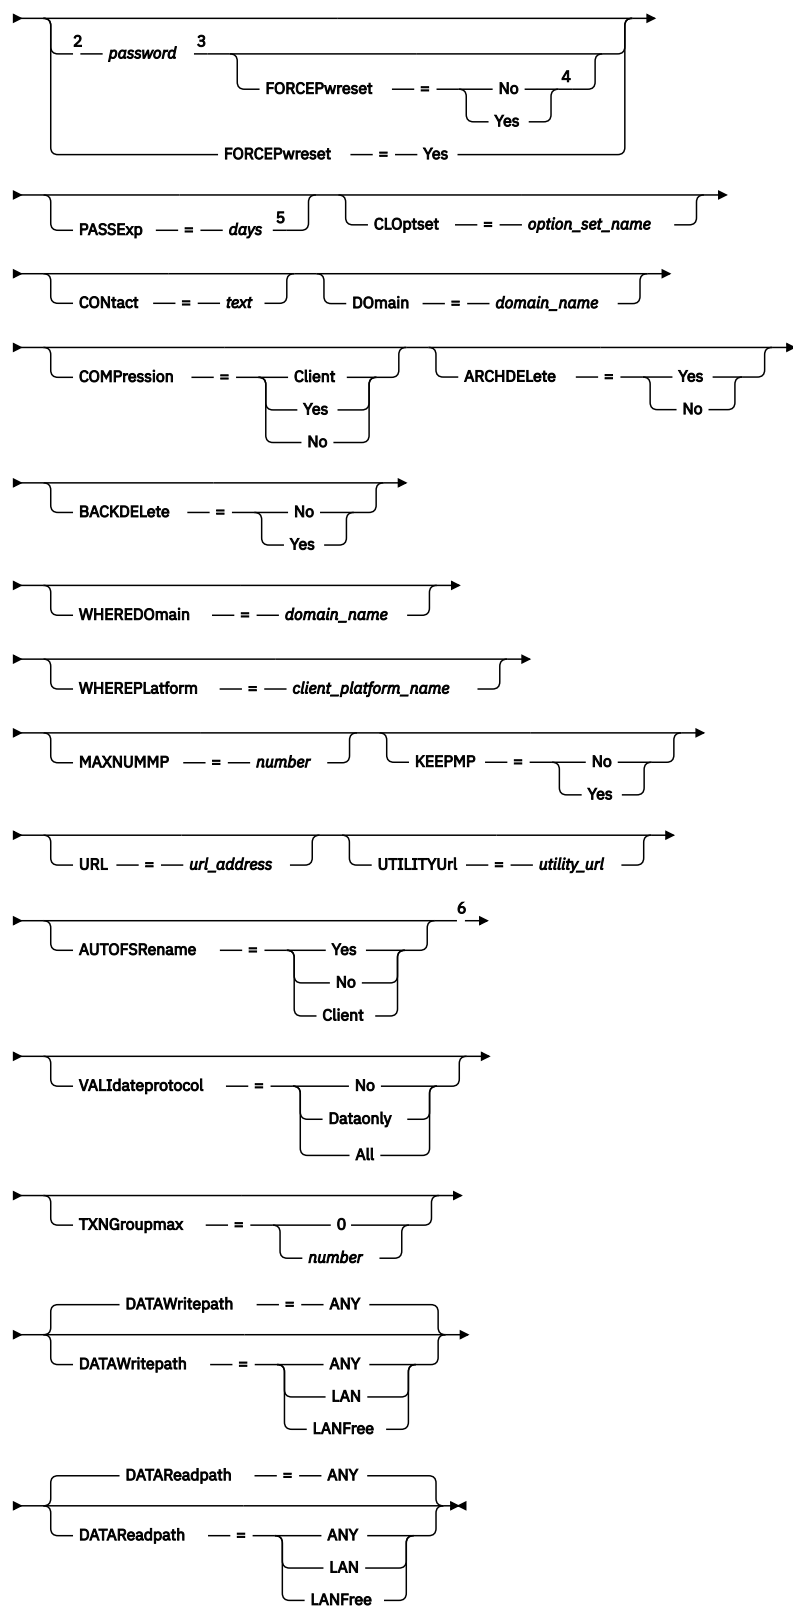 2 password 3
FORCEPwreset = No 4
Yes
FORCEPwreset = Yes
PASSExp = days 5 CLOptset = option_set_name
CONtact = text DOmain = domain_name
COMPression = Client ARCHDELete = Yes
Yes No
No
BACKDELete = No
Yes
WHEREDOmain = domain_name
WHEREPLatform = client_platform_name
MAXNUMMP = number KEEPMP = No
Yes
URL = url_address UTILITYUrl = utility_url
6
AUTOFSRename = Yes
No
Client
VALIdateprotocol = No
Dataonly
All
TXNGroupmax = 0
number
DATAWritepath = ANY
DATAWritepath = ANY
LAN
LANFree
DATAReadpath = ANY
DATAReadpath = ANY
LAN
LANFree